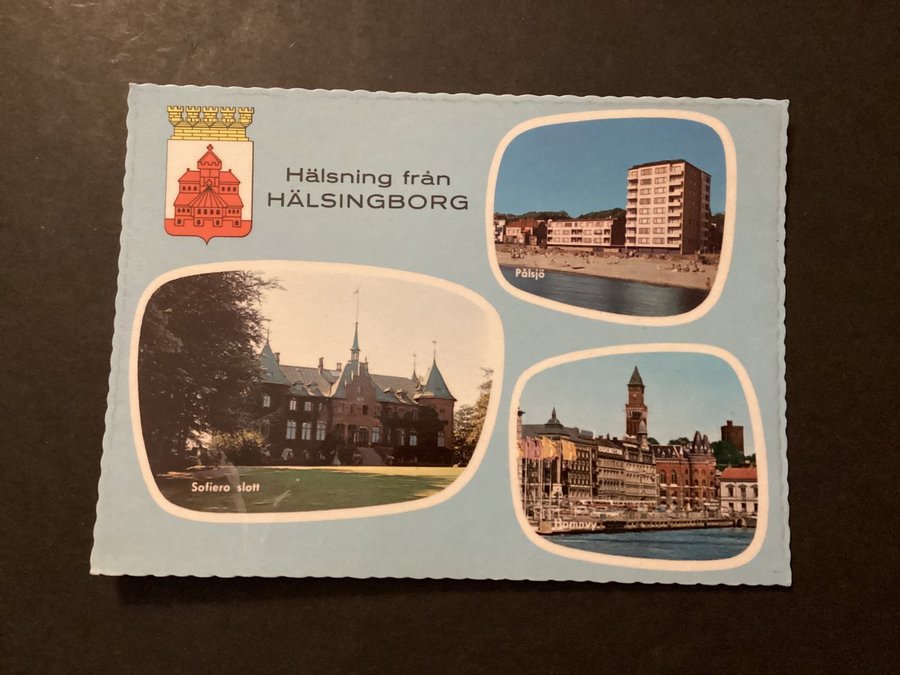 Hälsning från
HÄLSINGBORG
Pålsjö
Sofiero slott
Hamnvy